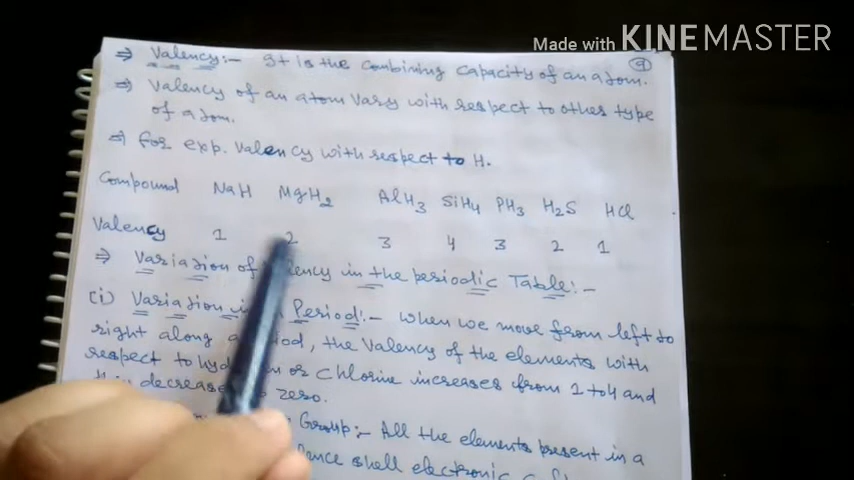 Made with KINEMASTER
9
⇒ Valency:- It is the combining capacity of an atom.
⇒ Valency of an atom vary with respect to other type
of atom.
⇒ for exp. valency with respect to H.
Compound NaH MgH2 AlH3 SiH4 PH3 H2S HCl
Valency 1 2 3 4 3 2 1
⇒ Variation of in the periodic Table:-
(i) Variation Period:- When we move from left to
right along, the valency of the elements with
respect to or chlorine increases from 1 to 4 and
decreases zero.
Group:- All the elements present in a
shell electronic